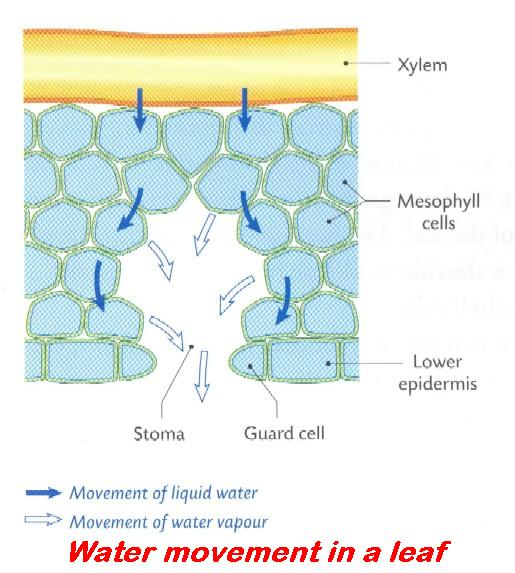 Xylem
Mesophyll
cells
Lower
epidermis
Stoma
Guard cell
Movement of liquid water
Movement of water vapour
Water movement in a leaf